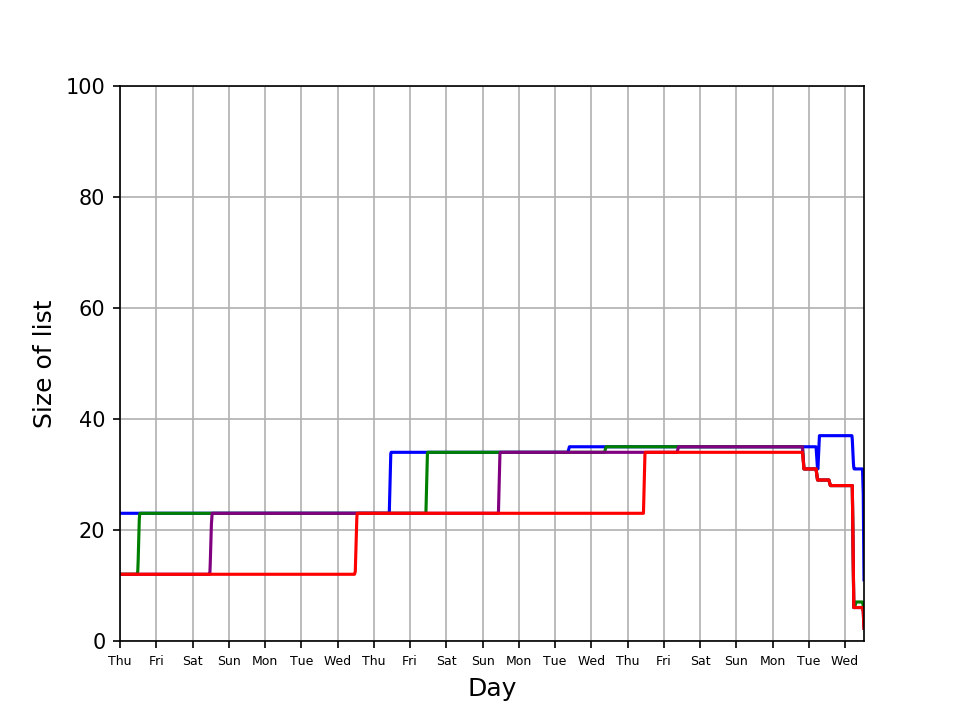 100
80
60
40
20
0
Size of list
Thu Fri Sat Sun Mon Tue Wed Thu Fri Sat Sun Mon Tue Wed Thu Fri Sat Sun Mon Tue Wed
Day